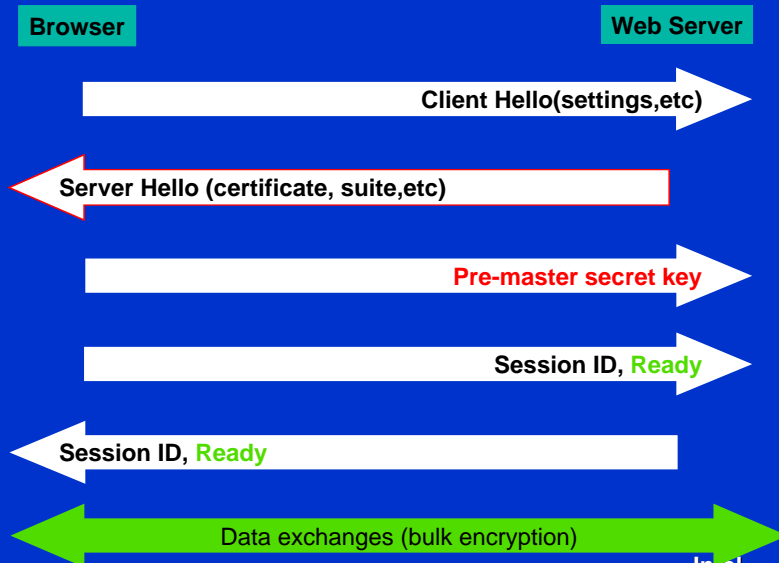 Browser
Web Server
Client Hello(settings,etc)
Server Hello (certificate, suite,etc)
Pre-master secret key
Session ID, Ready
Session ID, Ready
Data exchanges (bulk encryption)